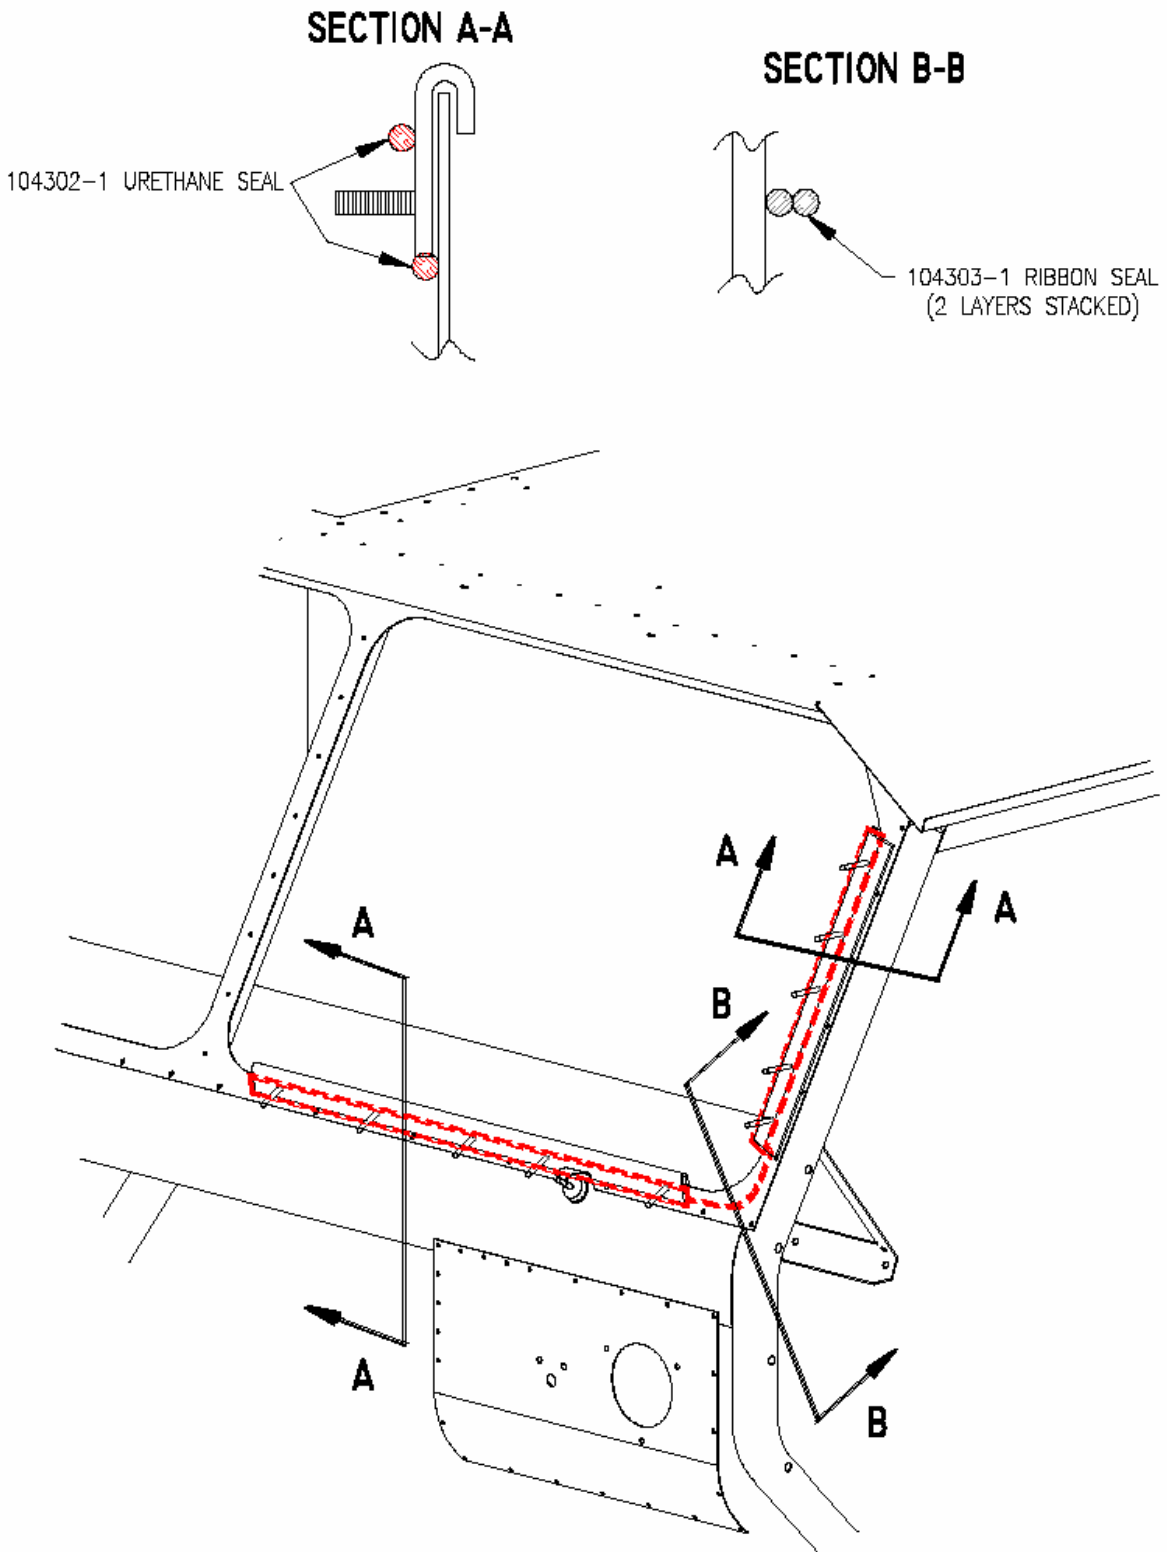 SECTION A-A
SECTION B-B
104302-1 URETHANE SEAL
104303-1 RIBBON SEAL
(2 LAYERS STACKED)
A
A
A
B
A
B